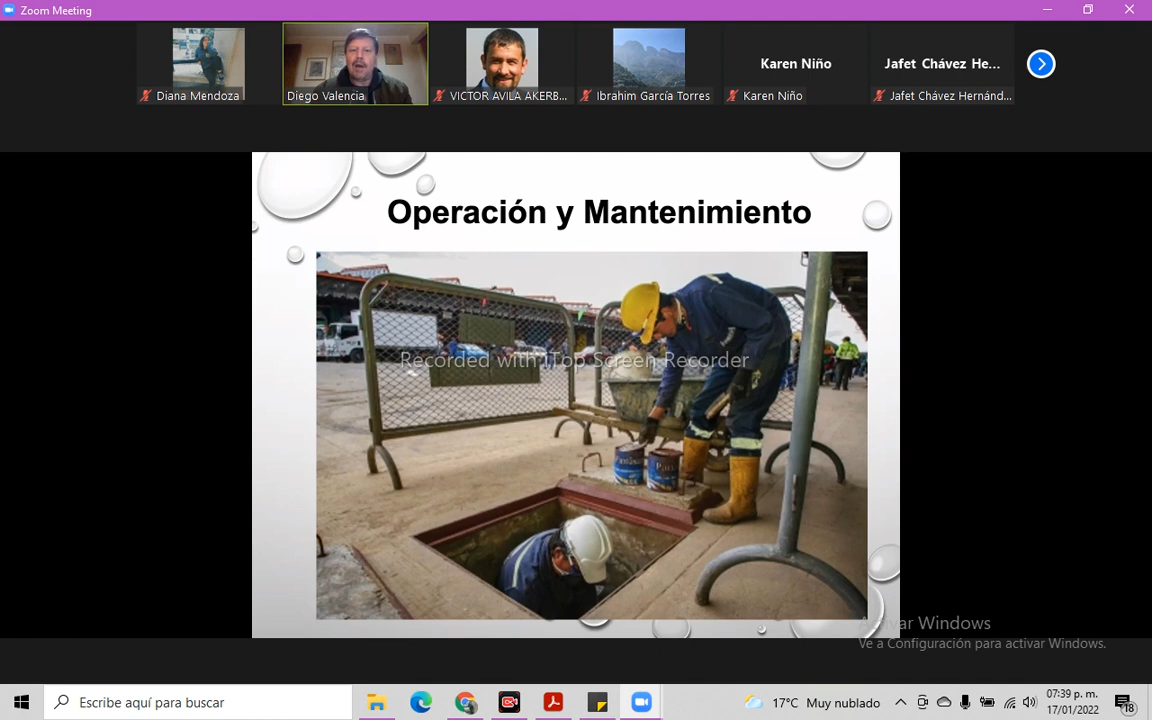 Zoom Meeting
Karen Niño
Jafet Chávez He...
Diana Mendoza
Diego Valencia
VICTOR AVILA AKERB...
Ibrahim García Torres
Karen Niño
Jafet Chávez Hernánd...
Operación y Mantenimiento
Recorded with iTop Screen Recorder
Activar Windows
Ve a Configuración para activar Windows.
Escribe aquí para buscar
17°C Muy nublado
07:39 p. m.
17/01/2022
18